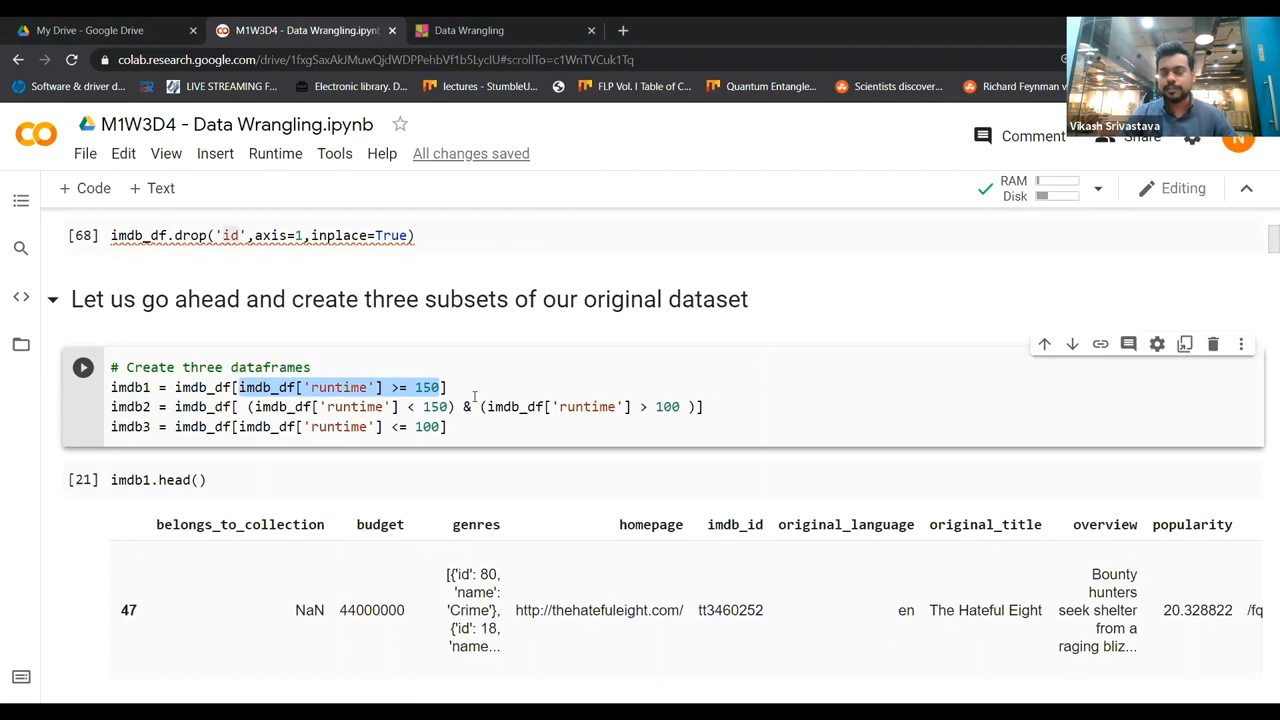 My Drive - Google Drive
M1W3D4 - Data Wrangling.ipynb
Data Wrangling
colab.research.google.com/drive/1fxgSaxAkJMuwQjdWDPPehbVf1b5LycIU#scrollTo=c1WnTVCuk1Tq
Software & driver d...
LIVE STREAMING F...
Electronic library. D...
lectures - StumbleU...
FLP Vol. I Table of C...
Quantum Entangle...
Scientists discover...
Richard Feynman
Vikash Srivastava
M1W3D4 - Data Wrangling.ipynb
Comment
Share
N
File Edit View Insert Runtime Tools Help All changes saved
+ Code + Text
RAM
Disk
Editing
[68] imdb_df.drop('id',axis=1,inplace=True)
Let us go ahead and create three subsets of our original dataset
# Create three dataframes
imdb1 = imdb_df[imdb_df['runtime'] >= 150]
imdb2 = imdb_df[ (imdb_df['runtime'] < 150) & (imdb_df['runtime'] > 100 )]
imdb3 = imdb_df[imdb_df['runtime'] <= 100]
[21] imdb1.head()
belongs_to_collection budget genres homepage imdb_id original_language original_title overview popularity
[{'id': 80,
'name':
'Crime'},
{'id': 18,
'name...
47 NaN 44000000 http://thehatefuleight.com/ tt3460252 en The Hateful Eight
Bounty
hunters
seek shelter
from a
raging bliz...
20.328822 /fq